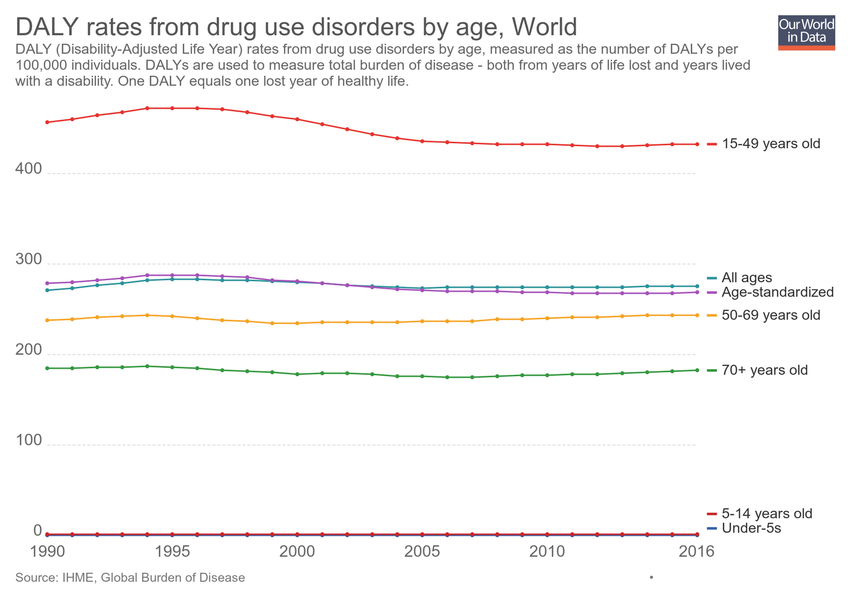 DALY rates from drug use disorders by age, World
Our World
in Data
DALY (Disability-Adjusted Life Year) rates from drug use disorders by age, measured as the number of DALYs per
100,000 individuals. DALYs are used to measure total burden of disease - both from years of life lost and years lived
with a disability. One DALY equals one lost year of healthy life.
15-49 years old
400
300
All ages
Age-standardized
50-69 years old
200
70+ years old
100
5-14 years old
Under-5s
0
1990 1995 2000 2005 2010 2016
Source: IHME, Global Burden of Disease